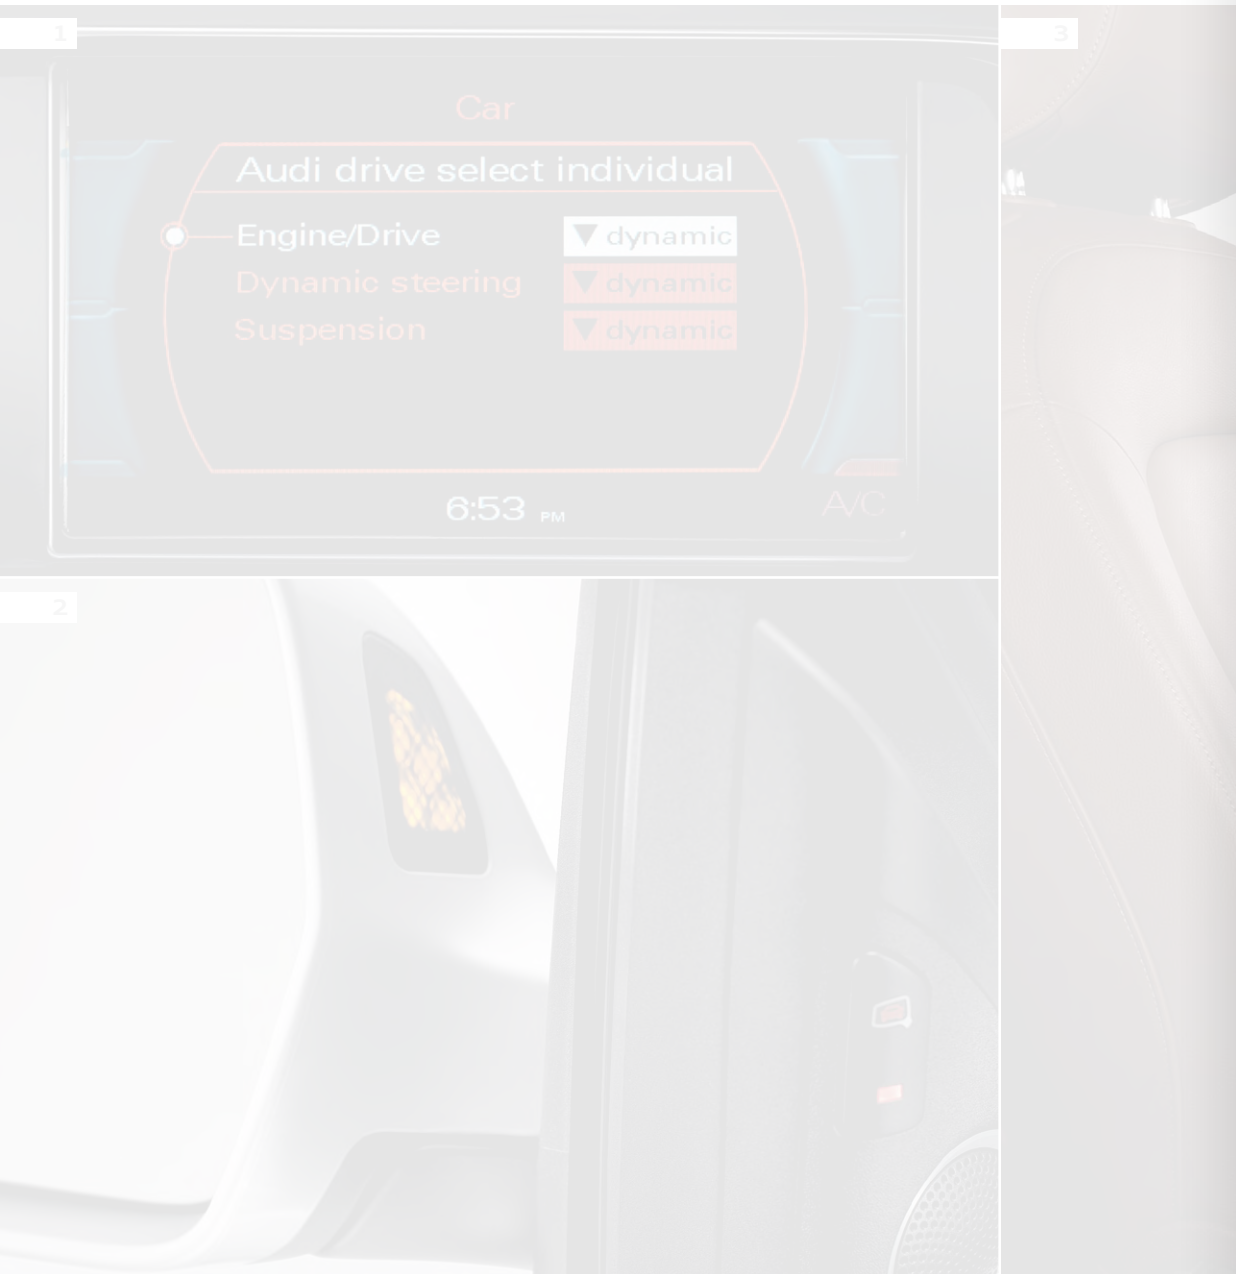 1
3
Car
Audi drive select individual
Engine/Drive ▼ dynamic
Dynamic steering ▼ dynamic
Suspension ▼ dynamic
6:53 PM
A/C
2